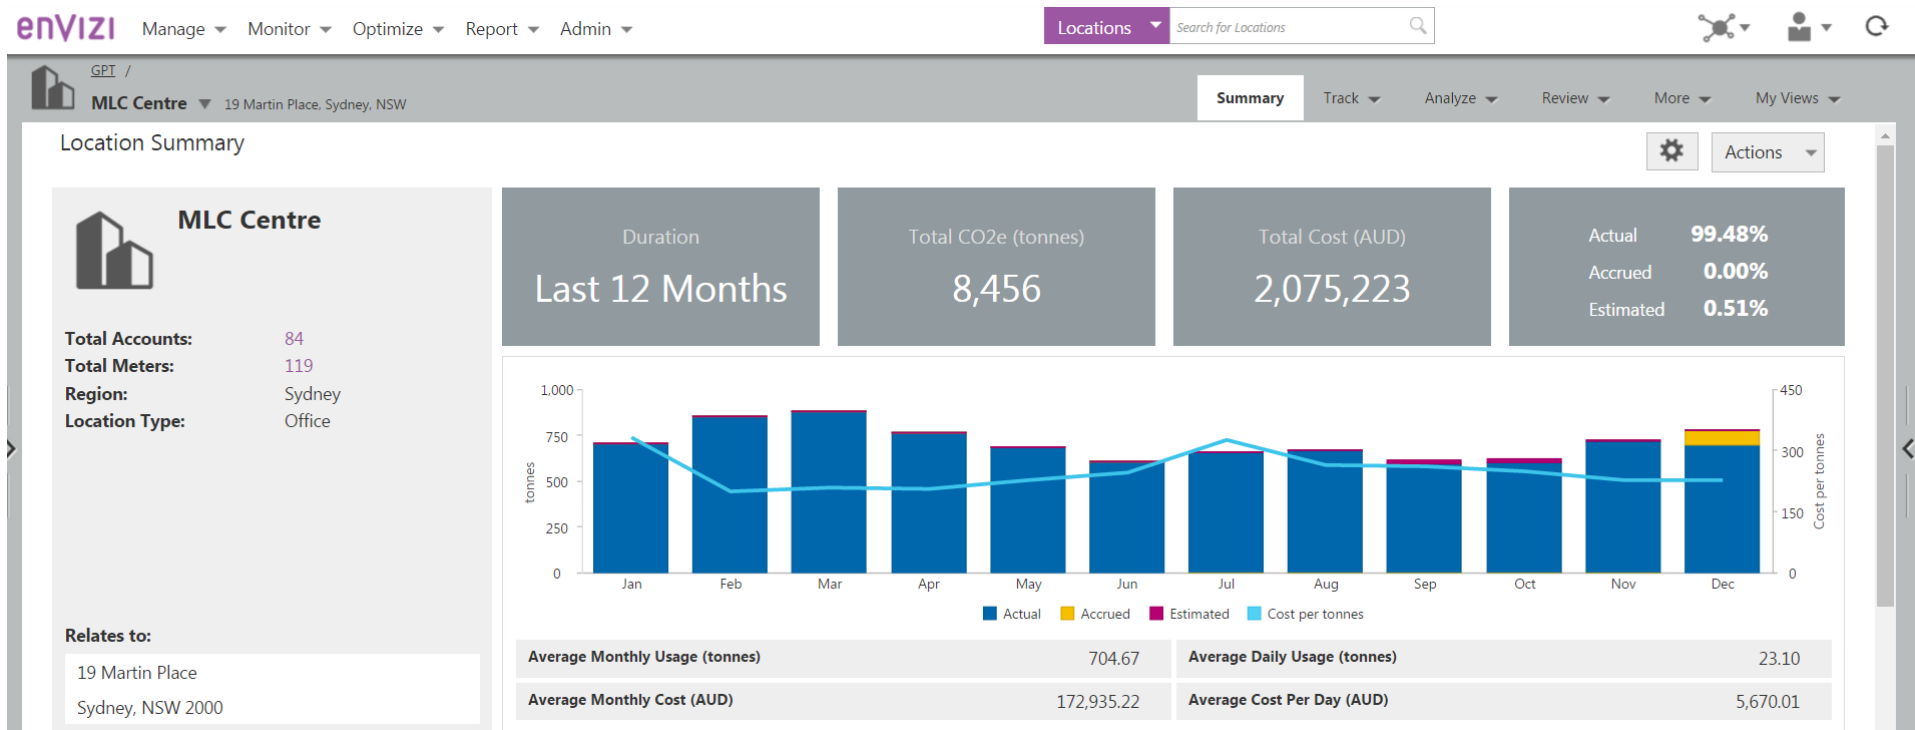 enVIZI Manage Monitor Optimize Report Admin Locations Search for Locations
GPT /
MLC Centre 19 Martin Place, Sydney, NSW
Summary Track Analyze Review More My Views
Location Summary
Actions
MLC Centre
Total Accounts: 84
Total Meters: 119
Region: Sydney
Location Type: Office
Relates to:
19 Martin Place
Sydney, NSW 2000
Duration
Last 12 Months
Total CO2e (tonnes)
8,456
Total Cost (AUD)
2,075,223
Actual 99.48%
Accrued 0.00%
Estimated 0.51%
1,000
750
500
250
0
tonnes
450
300
150
0
Cost per tonnes
Jan Feb Mar Apr May Jun Jul Aug Sep Oct Nov Dec
Actual Accrued Estimated Cost per tonnes
Average Monthly Usage (tonnes) 704.67 Average Daily Usage (tonnes) 23.10
Average Monthly Cost (AUD) 172,935.22 Average Cost Per Day (AUD) 5,670.01